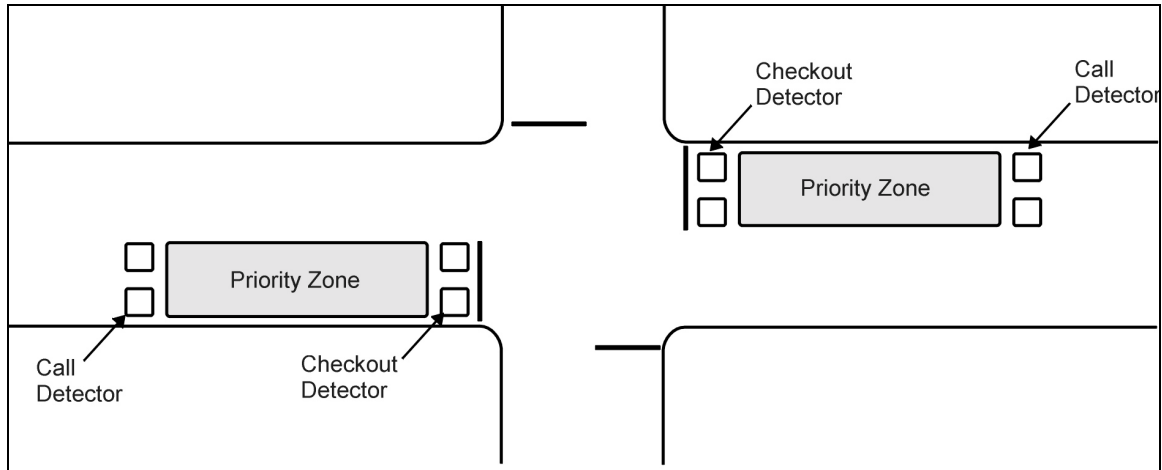 Checkout
Detector
Call
Detector
Priority Zone
Priority Zone
Call
Detector
Checkout
Detector